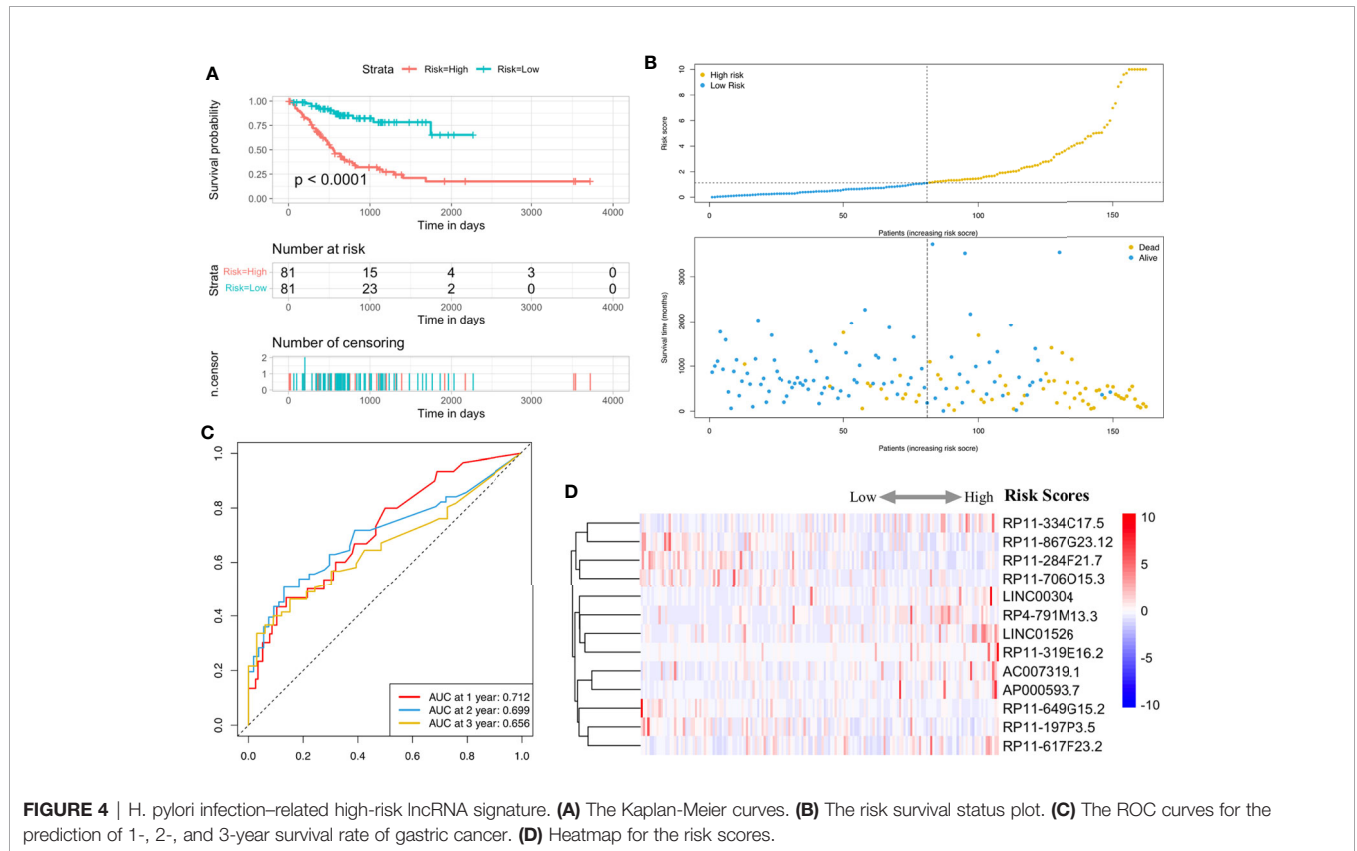 A
Strata
Risk=High
Risk=Low
Survival probability
1.00
0.75
0.50
0.25
0.00
p < 0.0001
0
1000
2000
3000
4000
Time in days
Number at risk
Strata
Risk=High
81
15
4
3
0
Risk=Low
81
23
2
0
0
0
1000
2000
3000
4000
Time in days
Number of censoring
n.censor
2
1
0
0
1000
2000
3000
4000
Time in days
B
High risk
Low Risk
Risk score
10
8
6
4
2
0
0
50
100
150
Patients (increasing risk socre)
Dead
Alive
Survival time (months)
3000
2000
1000
0
0
50
100
150
Patients (increasing risk socre)
C
1.0
0.8
0.6
0.4
0.2
0.0
AUC at 1 year: 0.712
AUC at 2 year: 0.699
AUC at 3 year: 0.656
0.0
0.2
0.4
0.6
0.8
1.0
D
Low
High
Risk Scores
RP11-334C17.5
RP11-867G23.12
RP11-284F21.7
RP11-706O15.3
LINC00304
RP4-791M13.3
LINC01526
RP11-319E16.2
AC007319.1
AP000593.7
RP11-649G15.2
RP11-197P3.5
RP11-617F23.2
10
5
0
-5
-10
FIGURE 4 | H. pylori infection–related high-risk lncRNA signature. (A) The Kaplan-Meier curves. (B) The risk survival status plot. (C) The ROC curves for the
prediction of 1-, 2-, and 3-year survival rate of gastric cancer. (D) Heatmap for the risk scores.